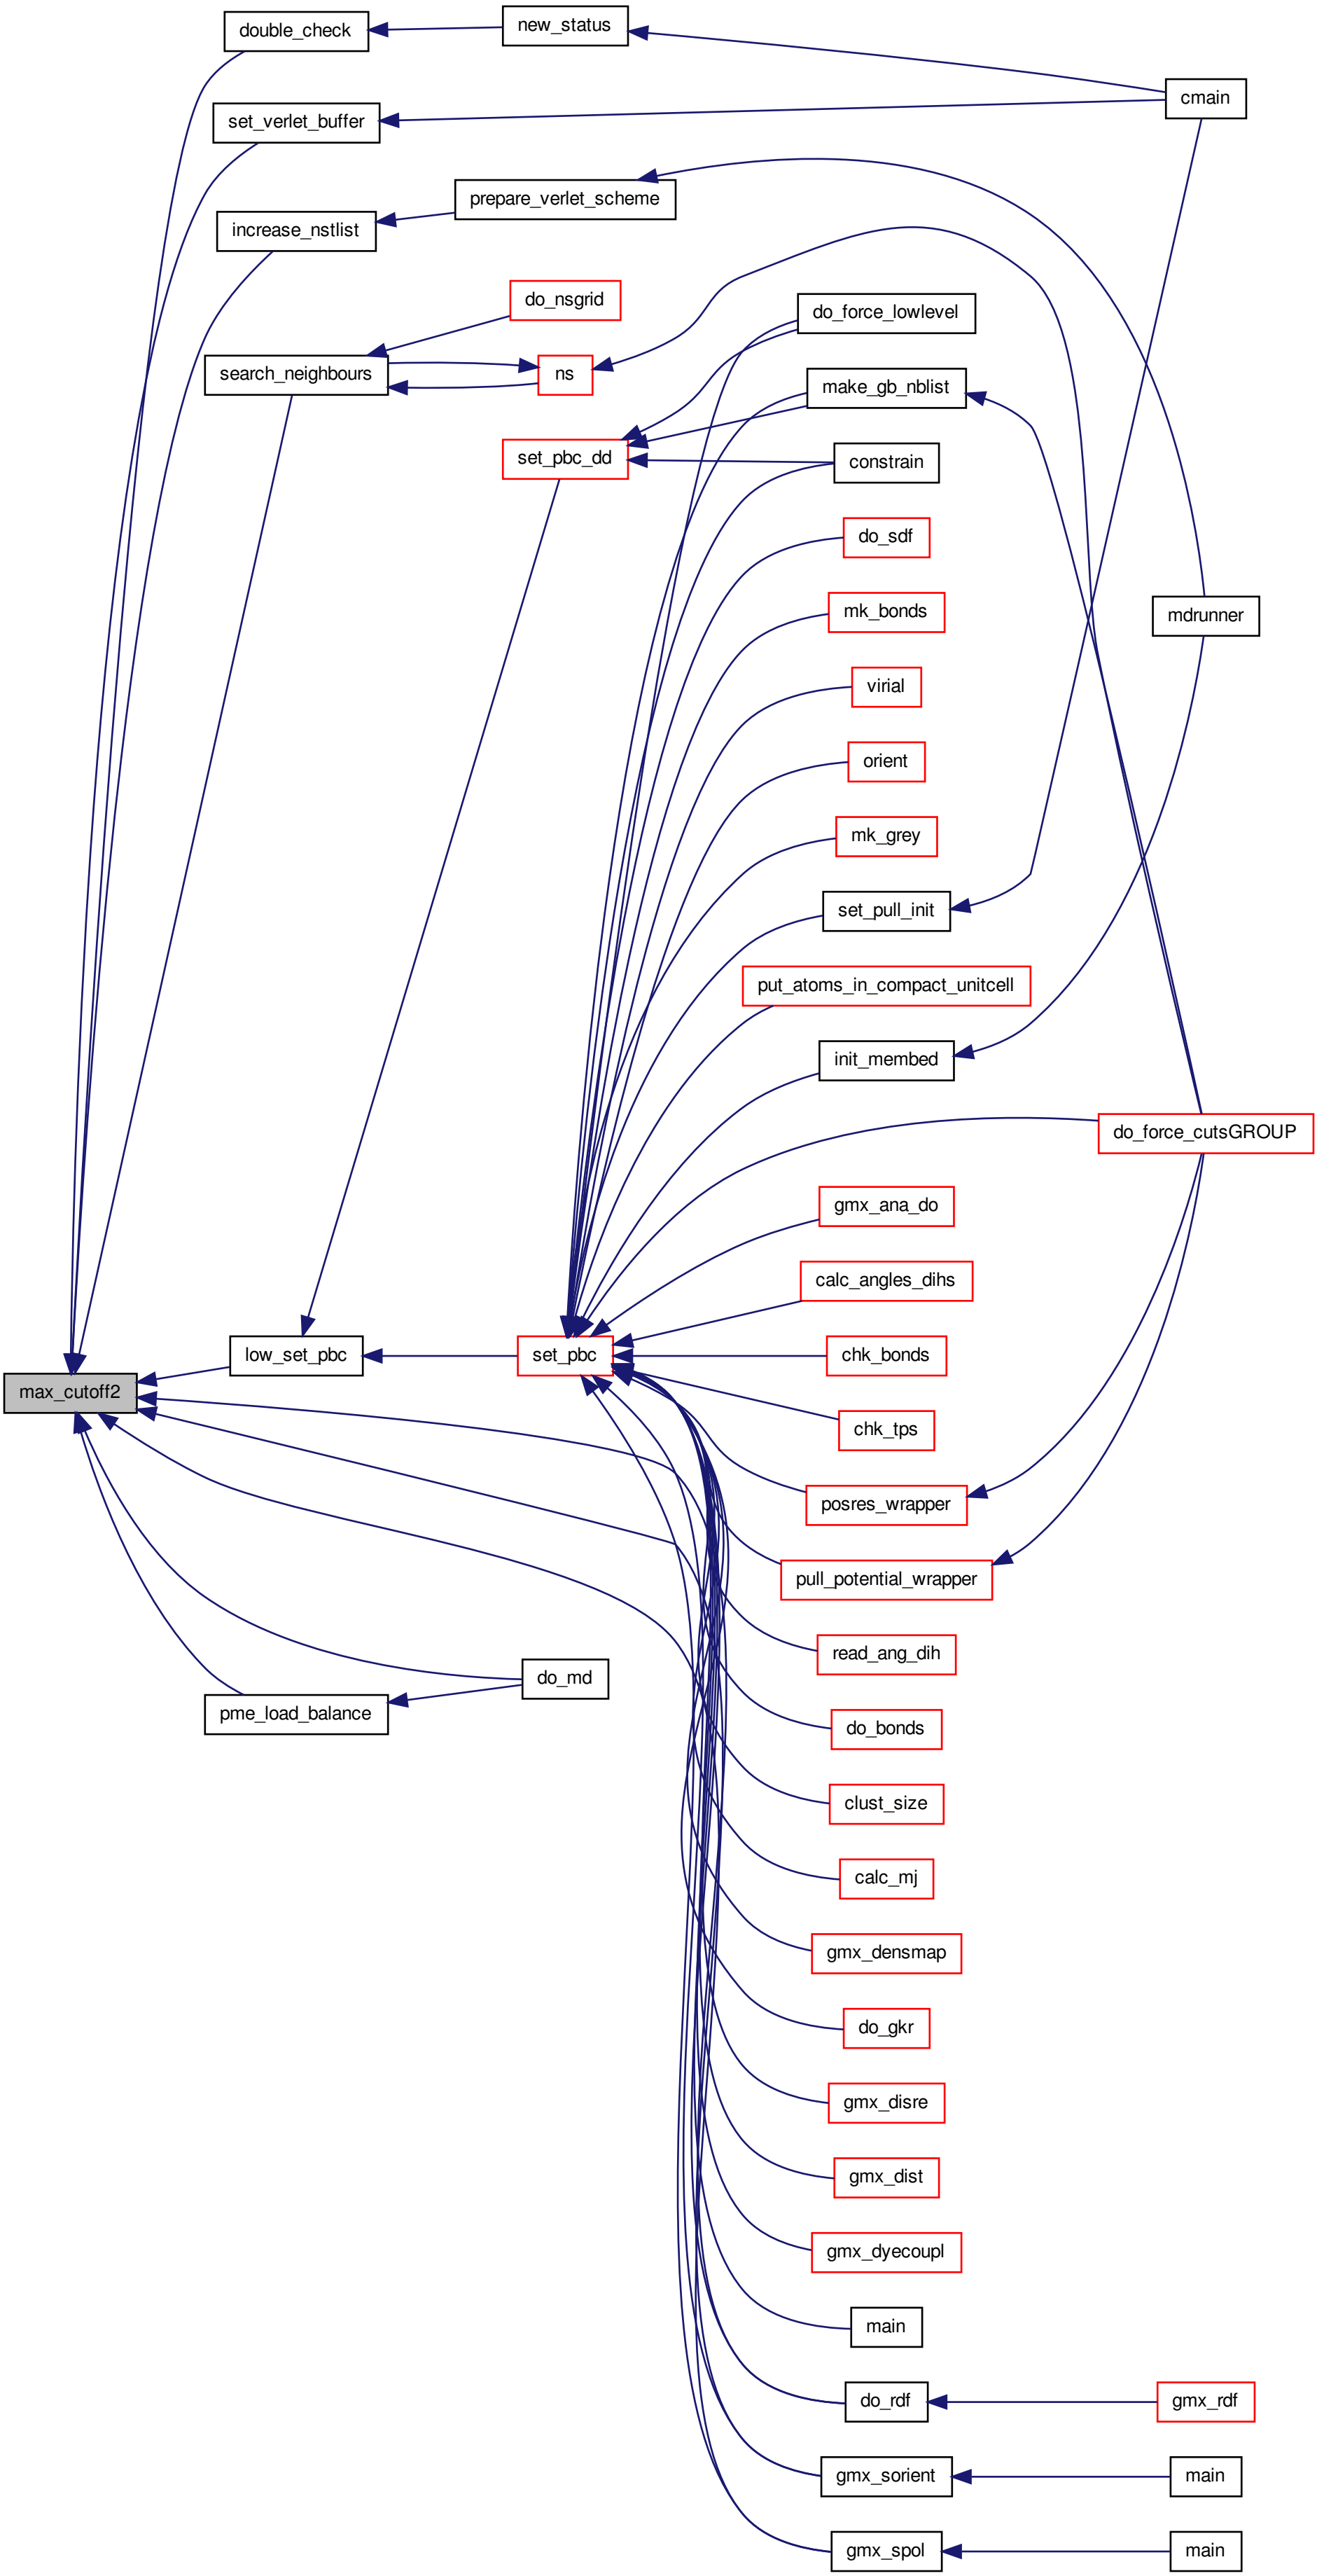 double_check
new_status
cmain
set_verlet_buffer
prepare_verlet_scheme
increase_nstlist
do_nsgrid
do_force_lowlevel
search_neighbours
ns
make_gb_nblist
set_pbc_dd
constrain
do_sdf
mk_bonds
mdrunner
virial
orient
mk_grey
set_pull_init
put_atoms_in_compact_unitcell
init_membed
do_force_cutsGROUP
gmx_ana_do
calc_angles_dihs
low_set_pbc
set_pbc
chk_bonds
max_cutoff2
chk_tps
posres_wrapper
pull_potential_wrapper
read_ang_dih
do_md
pme_load_balance
do_bonds
clust_size
calc_mj
gmx_densmap
do_gkr
gmx_disre
gmx_dist
gmx_dyecoupl
main
do_rdf
gmx_rdf
gmx_sorient
main
gmx_spol
main